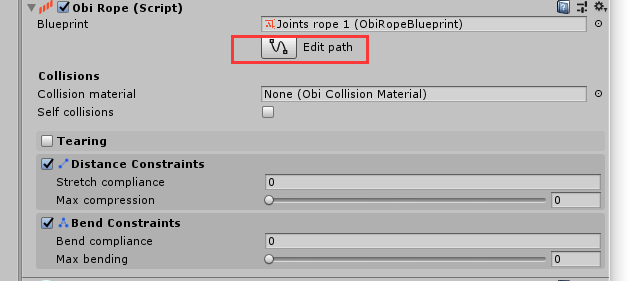 Obi Rope (Script)
Blueprint
Joints rope 1 (ObiRopeBlueprint)
Edit path
Collisions
Collision material
None (Obi Collision Material)
Self collisions
Tearing
Distance Constraints
Stretch compliance
0
Max compression
0
Bend Constraints
Bend compliance
0
Max bending
0